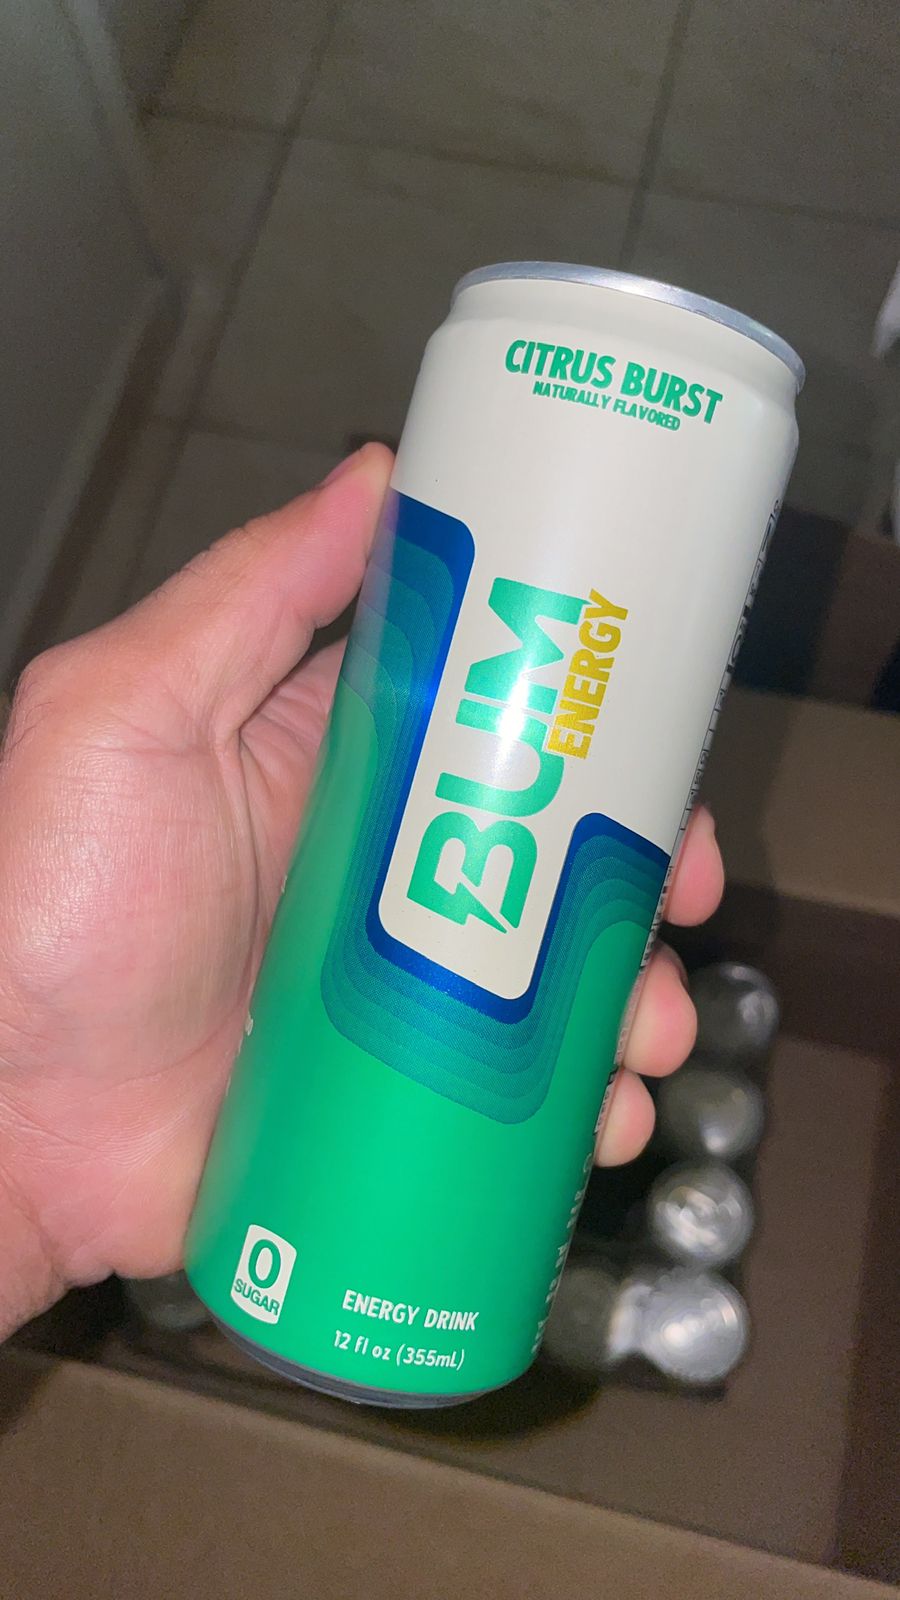 CITRUS BURST
NATURALLY FLAVORED
BUM
ENERGY
0
SUGAR
ENERGY DRINK
12 fl oz (355mL)